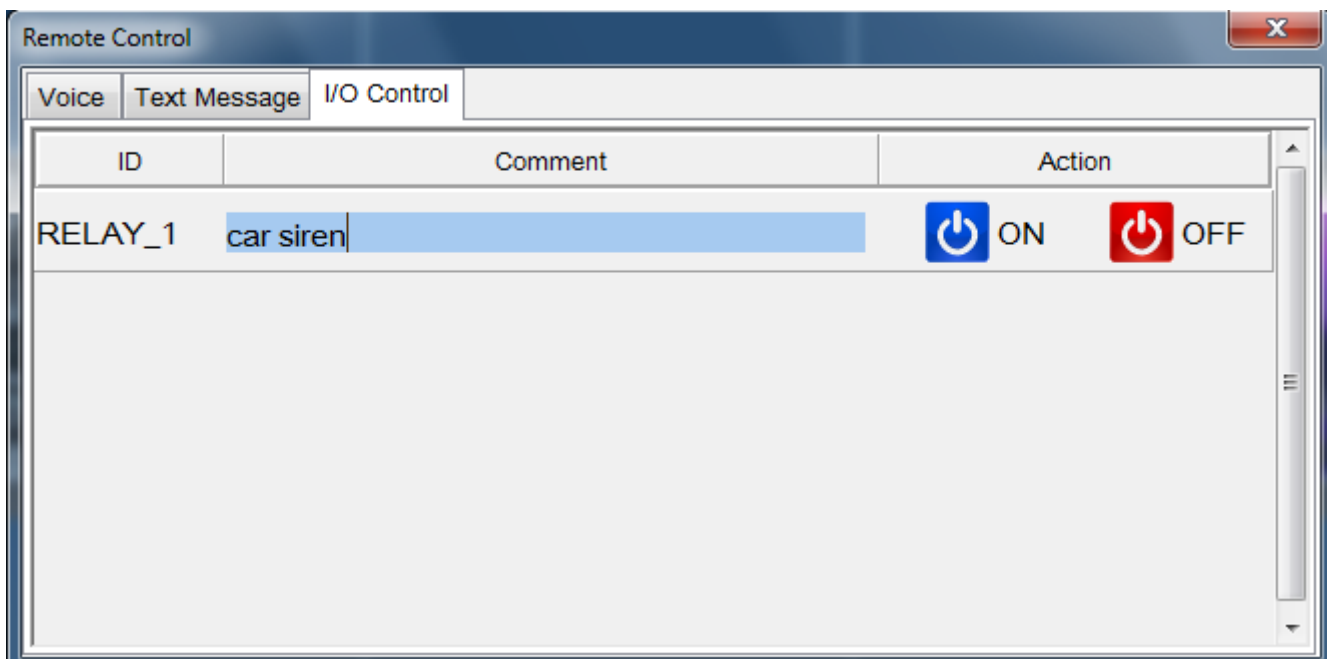 Remote Control
Voice Text Message I/O Control
ID Comment Action
RELAY_1 car siren ON OFF